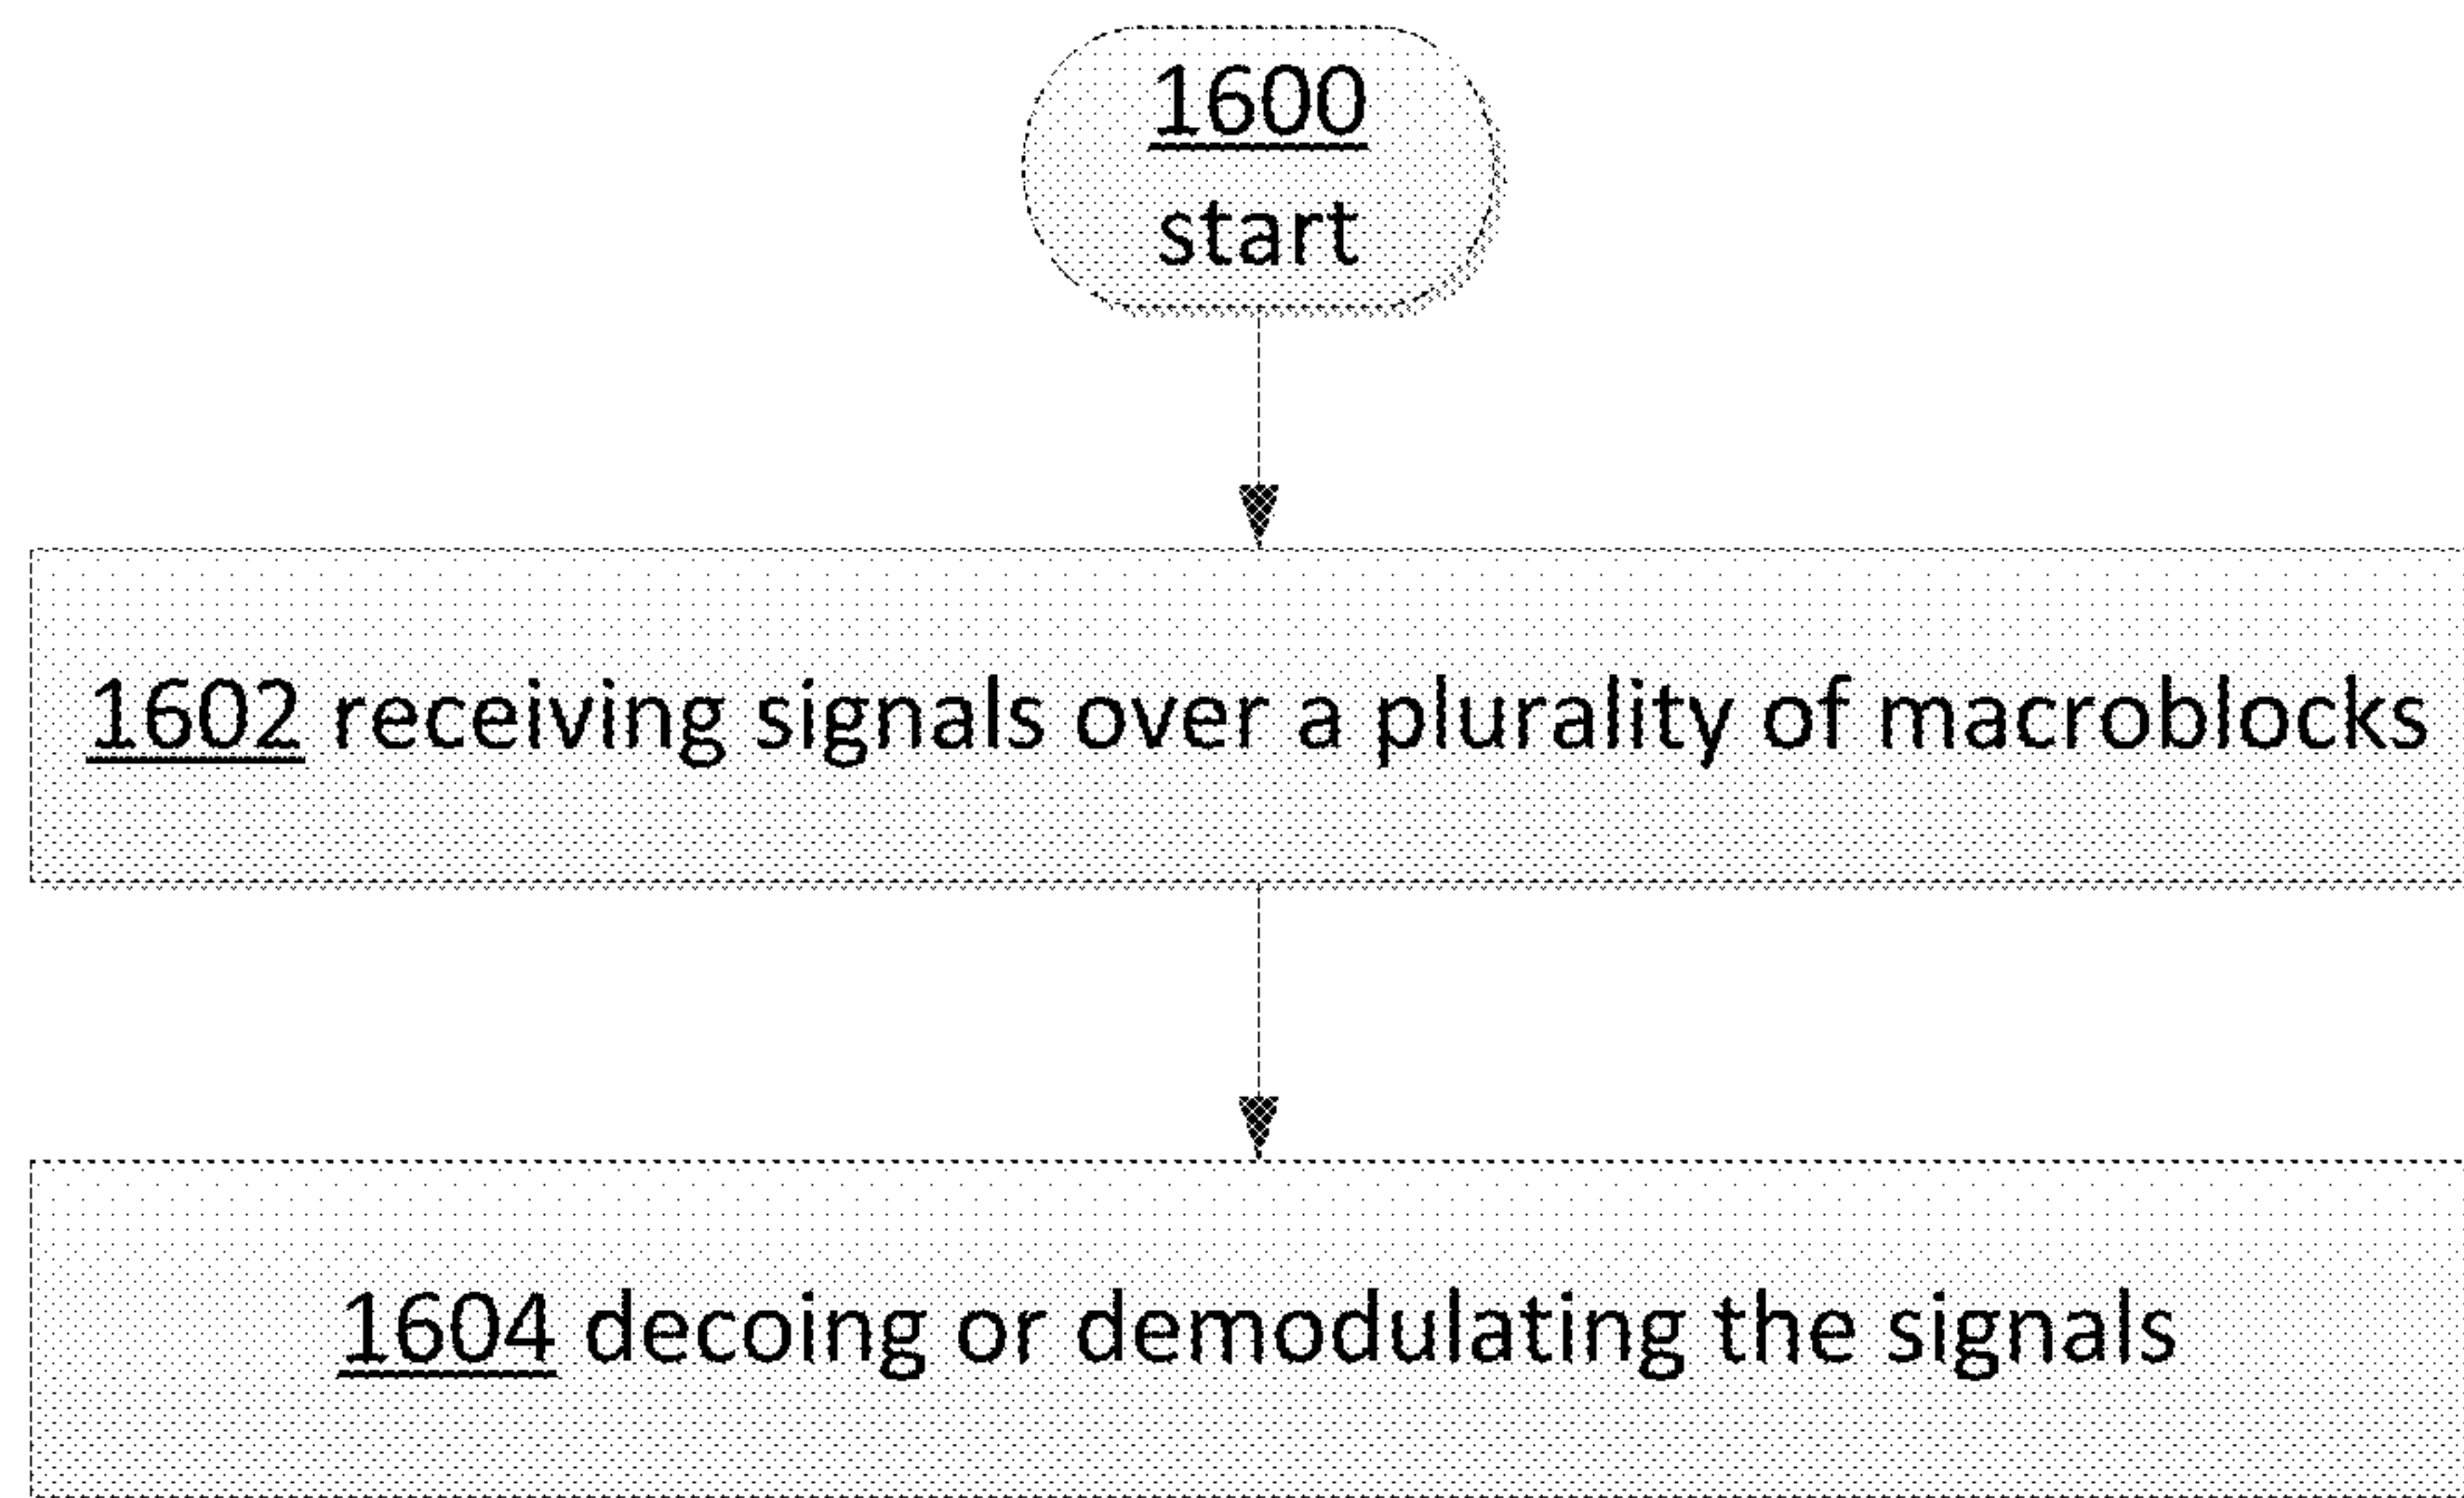 1600
start
1602 receiving signals over a plurality of macroblocks
1604 decoing or demodulating the signals